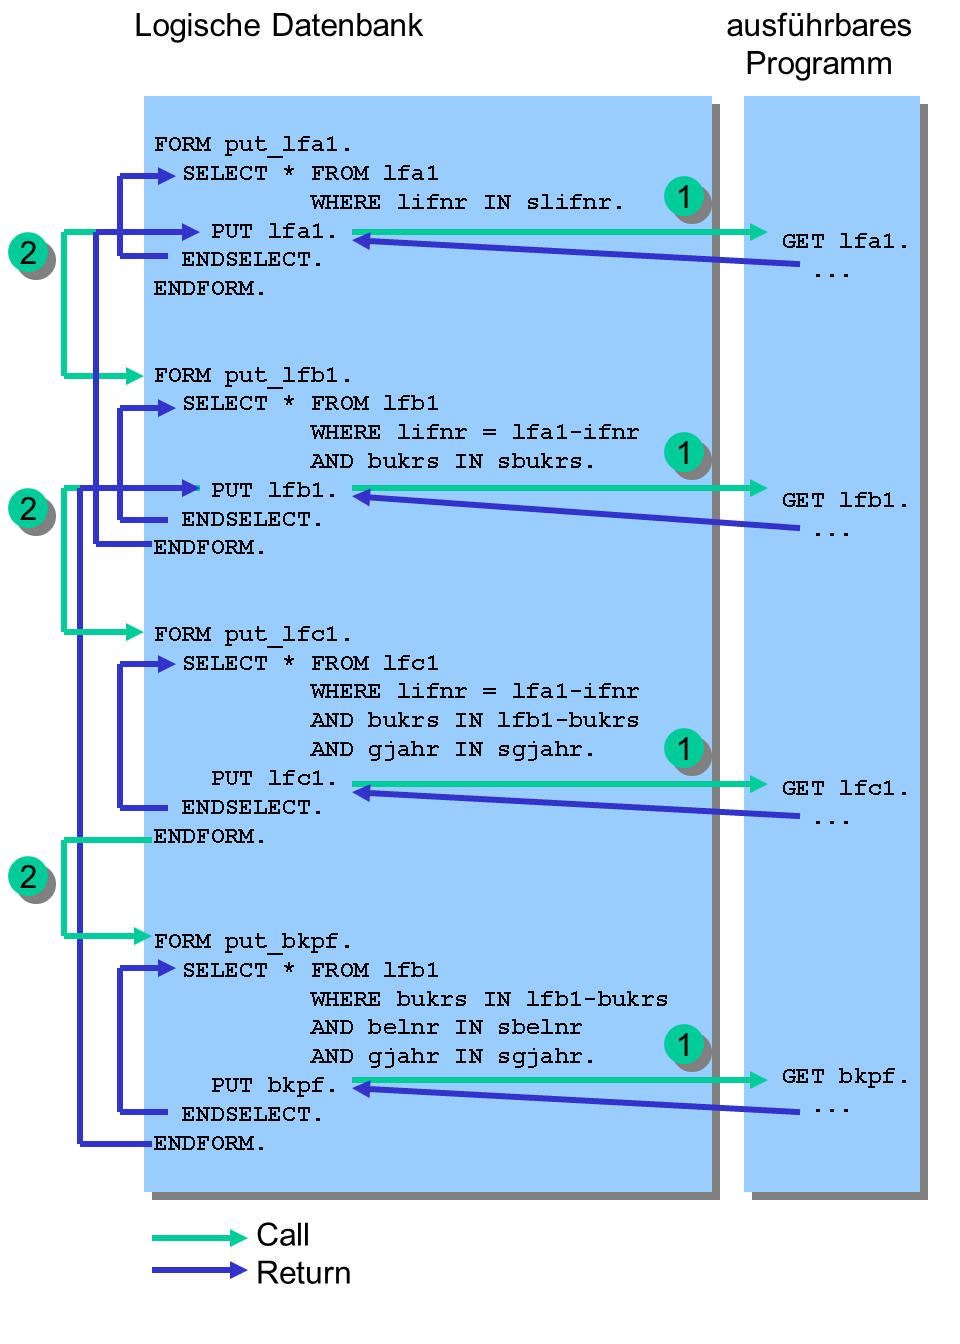 Logische Datenbank
ausführbares
Programm
FORM put_lfa1.
SELECT * FROM lfa1
WHERE lifnr IN slifnr.
1
PUT lfa1.
GET lfa1.
2
ENDSELECT.
...
ENDFORM.
FORM put_lfb1.
SELECT * FROM lfb1
WHERE lifnr = lfa1-ifnr
1
AND bukrs IN sbukrs.
PUT lfb1.
GET lfb1.
2
ENDSELECT.
...
ENDFORM.
FORM put_lfc1.
SELECT * FROM lfc1
WHERE lifnr = lfa1-ifnr
AND bukrs IN lfb1-bukrs
AND gjahr IN sgjahr.
1
PUT lfc1.
GET lfc1.
ENDSELECT.
...
ENDFORM.
2
FORM put_bkpf.
SELECT * FROM lfb1
WHERE bukrs IN lfb1-bukrs
AND belnr IN sbelnr
AND gjahr IN sgjahr.
1
PUT bkpf.
GET bkpf.
ENDSELECT.
...
ENDFORM.
Call
Return